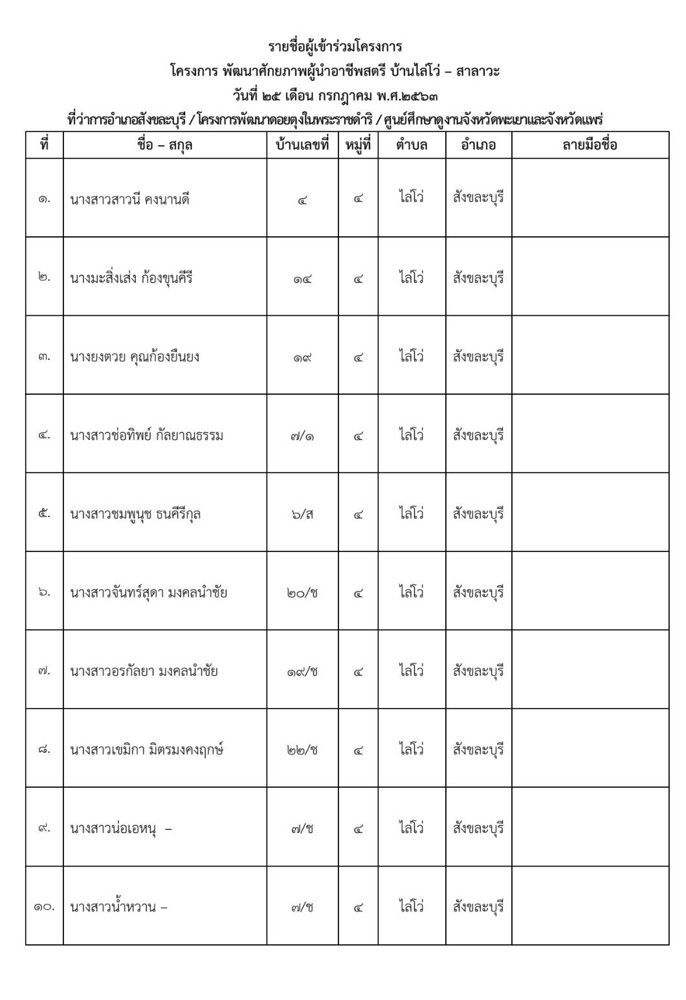 รายชื่อผู้เข้าร่วมโครงการ
โครงการ พัฒนาศักยภาพผู้นำอาชีพสตรี บ้านไล่โว่ – สาลาวะ
วันที่ ๒๕ เดือน กรกฎาคม พ.ศ.๒๕๖๓
ที่ว่าการอำเภอสังขละบุรี / โครงการพัฒนาดอยตุงในพระราชดำริ / ศูนย์ศึกษาดูงานจังหวัดพะเยาและจังหวัดแพร่
ที่ ชื่อ – สกุล บ้านเลขที่ หมู่ที่ ตำบล อำเภอ ลายมือชื่อ
๑. นางสาวสาวนี คงนานดี ๔ ๔ ไล่โว่ สังขละบุรี
๒. นางมะสิ่งเส่ง ก้องขุนคีรี ๑๔ ๔ ไล่โว่ สังขละบุรี
๓. นางยงตวย คุณก้องยืนยง ๑๙ ๔ ไล่โว่ สังขละบุรี
๔. นางสาวช่อทิพย์ กัลยาณธรรม ๗/๑ ๔ ไล่โว่ สังขละบุรี
๕. นางสาวชมพูนุช ธนคีรีกุล ๖/ส ๔ ไล่โว่ สังขละบุรี
๖. นางสาวจันทร์สุดา มงคลนำชัย ๒๐/ช ๔ ไล่โว่ สังขละบุรี
๗. นางสาวอรกัลยา มงคลนำชัย ๑๙/ช ๔ ไล่โว่ สังขละบุรี
๘. นางสาวเขมิกา มิตรมงคงฤกษ์ ๒๒/ช ๔ ไล่โว่ สังขละบุรี
๙. นางสาวน่อเอหนุ – ๗/ช ๔ ไล่โว่ สังขละบุรี
๑๐. นางสาวน้ำหวาน – ๗/ช ๔ ไล่โว่ สังขละบุรี